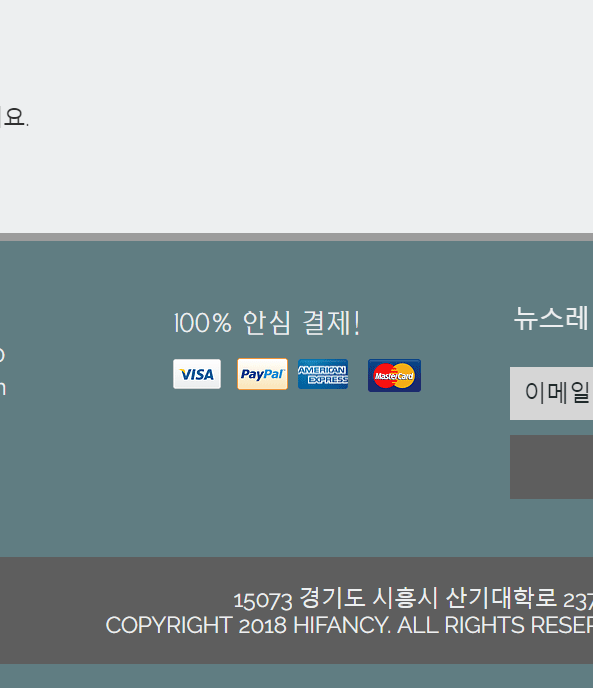 요.
100% 안심 결제!
VISA
PayPal
AMERICAN EXPRESS
MasterCard
뉴스레
이메일
15073 경기도 시흥시 산기대학로 237
COPYRIGHT 2018 HIFANCY. ALL RIGHTS RESER